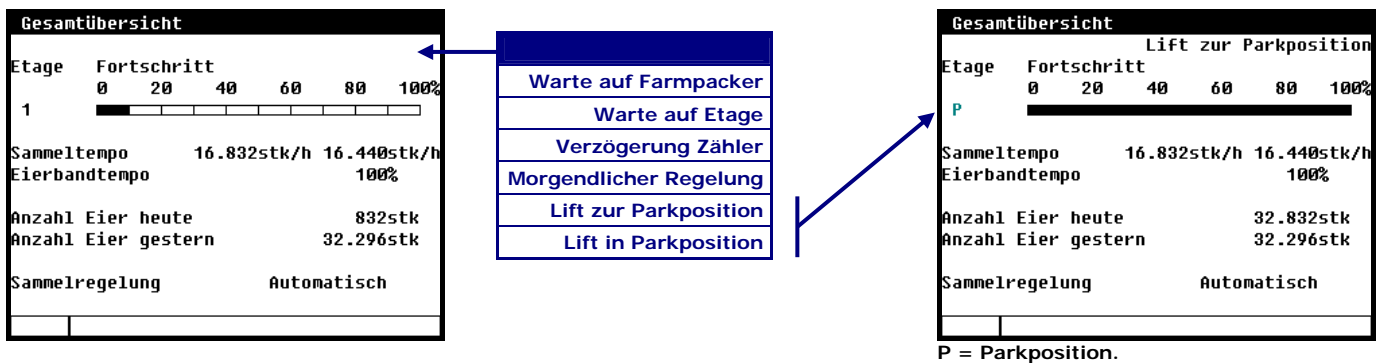 Gesamtübersicht
Etage Fortschritt
0 20 40 60 80 100%
1
Sammeltempo 16.832stk/h 16.440stk/h
Eierbandtempo 100%
Anzahl Eier heute 832stk
Anzahl Eier gestern 32.296stk
Sammelregelung Automatisch
Warte auf Farmpacker
Warte auf Etage
Verzögerung Zähler
Morgendlicher Regelung
Lift zur Parkposition
Lift in Parkposition
Gesamtübersicht
Lift zur Parkposition
Etage Fortschritt
0 20 40 60 80 100%
P
Sammeltempo 16.832stk/h 16.440stk/h
Eierbandtempo 100%
Anzahl Eier heute 32.832stk
Anzahl Eier gestern 32.296stk
Sammelregelung Automatisch
P = Parkposition.